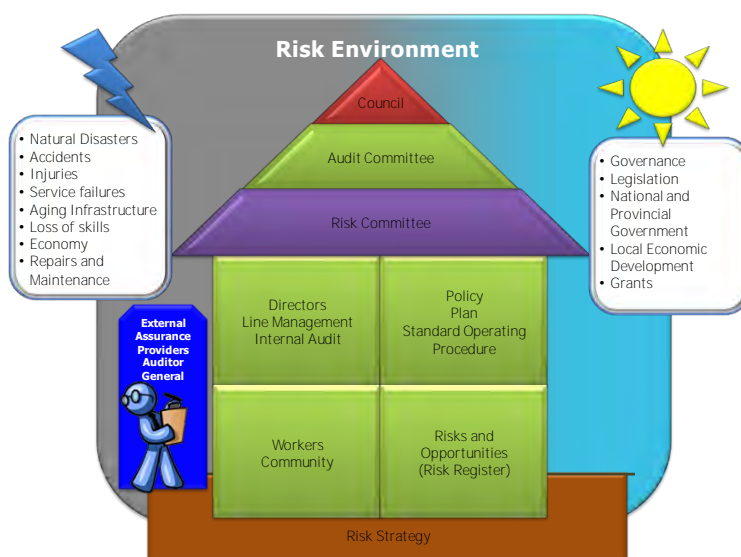 Risk Environment
Council
Audit Committee
Risk Committee
• Natural Disasters
• Accidents
• Injuries
• Service failures
• Aging Infrastructure
• Loss of skills
• Economy
• Repairs and
Maintenance
• Governance
• Legislation
• National and
Provincial
Government
• Local Economic
Development
• Grants
Directors
Line Management
Internal Audit
Policy
Plan
Standard Operating
Procedure
External
Assurance
Providers
Auditor
General
Workers
Community
Risks and
Opportunities
(Risk Register)
Risk Strategy